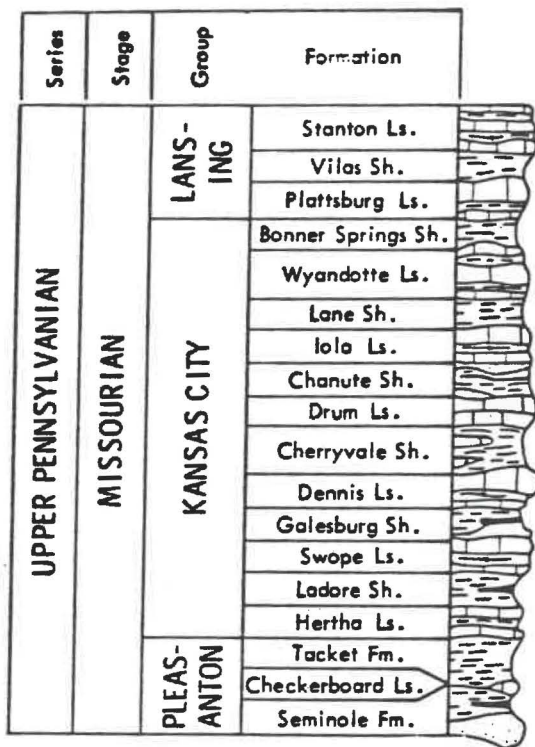 Series
Stage
Group
Formation
UPPER PENNSYLVANIAN
MISSOURIAN
LANS-
ING
Stanton Ls.
Vilas Sh.
Plattsburg Ls.
KANSAS CITY
Bonner Springs Sh.
Wyandotte Ls.
Lane Sh.
Iola Ls.
Chanute Sh.
Drum Ls.
Cherryvale Sh.
Dennis Ls.
Galesburg Sh.
Swope Ls.
Ladore Sh.
Hertha Ls.
PLEAS-
ANTON
Tacket Fm.
Checkerboard Ls.
Seminole Fm.